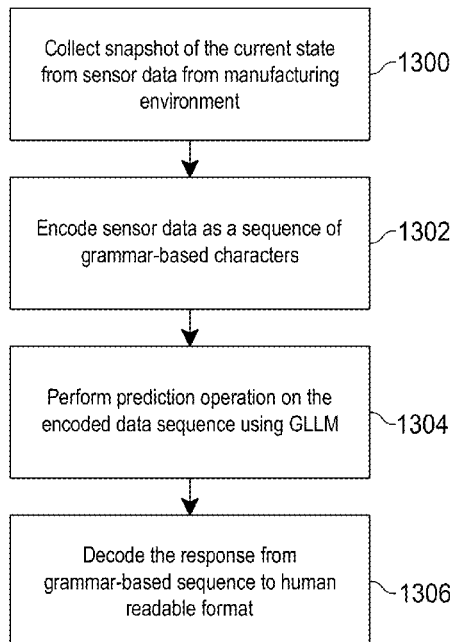 Collect snapshot of the current state
from sensor data from manufacturing
environment
1300
Encode sensor data as a sequence of
grammar-based characters
1302
Perform prediction operation on the
encoded data sequence using GLLM
1304
Decode the response from
grammar-based sequence to human
readable format
1306